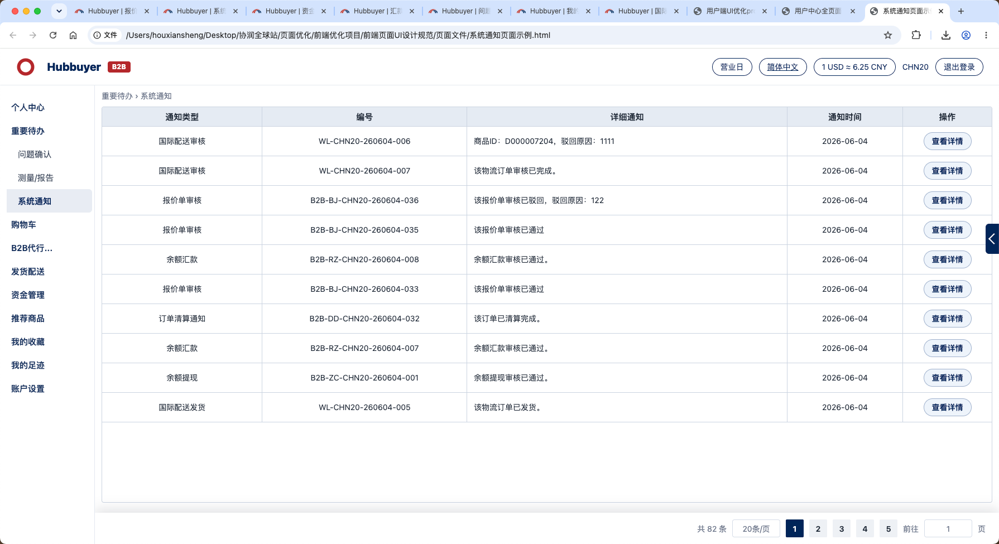 Hubbuyer | 报价
Hubbuyer | 系统
Hubbuyer | 资金
Hubbuyer | 汇款
Hubbuyer | 问题
Hubbuyer | 我的
Hubbuyer | 国际
用户端UI优化pro
用户中心全页面
系统通知页面示例
文件
/Users/houxiansheng/Desktop/协润全球站/页面优化/前端优化项目/前端页面UI设计规范/页面文件/系统通知页面示例.html
Hubbuyer B2B
营业日
简体中文
1 USD ≈ 6.25 CNY
CHN20
退出登录
个人中心
重要待办
问题确认
测量/报告
系统通知
购物车
B2B代行...
发货配送
资金管理
推荐商品
我的收藏
我的足迹
账户设置
重要待办 › 系统通知
通知类型 编号 详细通知 通知时间 操作
国际配送审核 WL-CHN20-260604-006 商品ID：D000007204，驳回原因：1111 2026-06-04 查看详情
国际配送审核 WL-CHN20-260604-007 该物流订单审核已完成。 2026-06-04 查看详情
报价单审核 B2B-BJ-CHN20-260604-036 该报价单审核已驳回，驳回原因：122 2026-06-04 查看详情
报价单审核 B2B-BJ-CHN20-260604-035 该报价单审核已通过 2026-06-04 查看详情
余额汇款 B2B-RZ-CHN20-260604-008 余额汇款审核已通过。 2026-06-04 查看详情
报价单审核 B2B-BJ-CHN20-260604-033 该报价单审核已通过 2026-06-04 查看详情
订单清算通知 B2B-DD-CHN20-260604-032 该订单已清算完成。 2026-06-04 查看详情
余额汇款 B2B-RZ-CHN20-260604-007 余额汇款审核已通过。 2026-06-04 查看详情
余额提现 B2B-ZC-CHN20-260604-001 余额提现审核已通过。 2026-06-04 查看详情
国际配送发货 WL-CHN20-260604-005 该物流订单已发货。 2026-06-04 查看详情
共 82 条 20条/页 1 2 3 4 5 前往 1 页